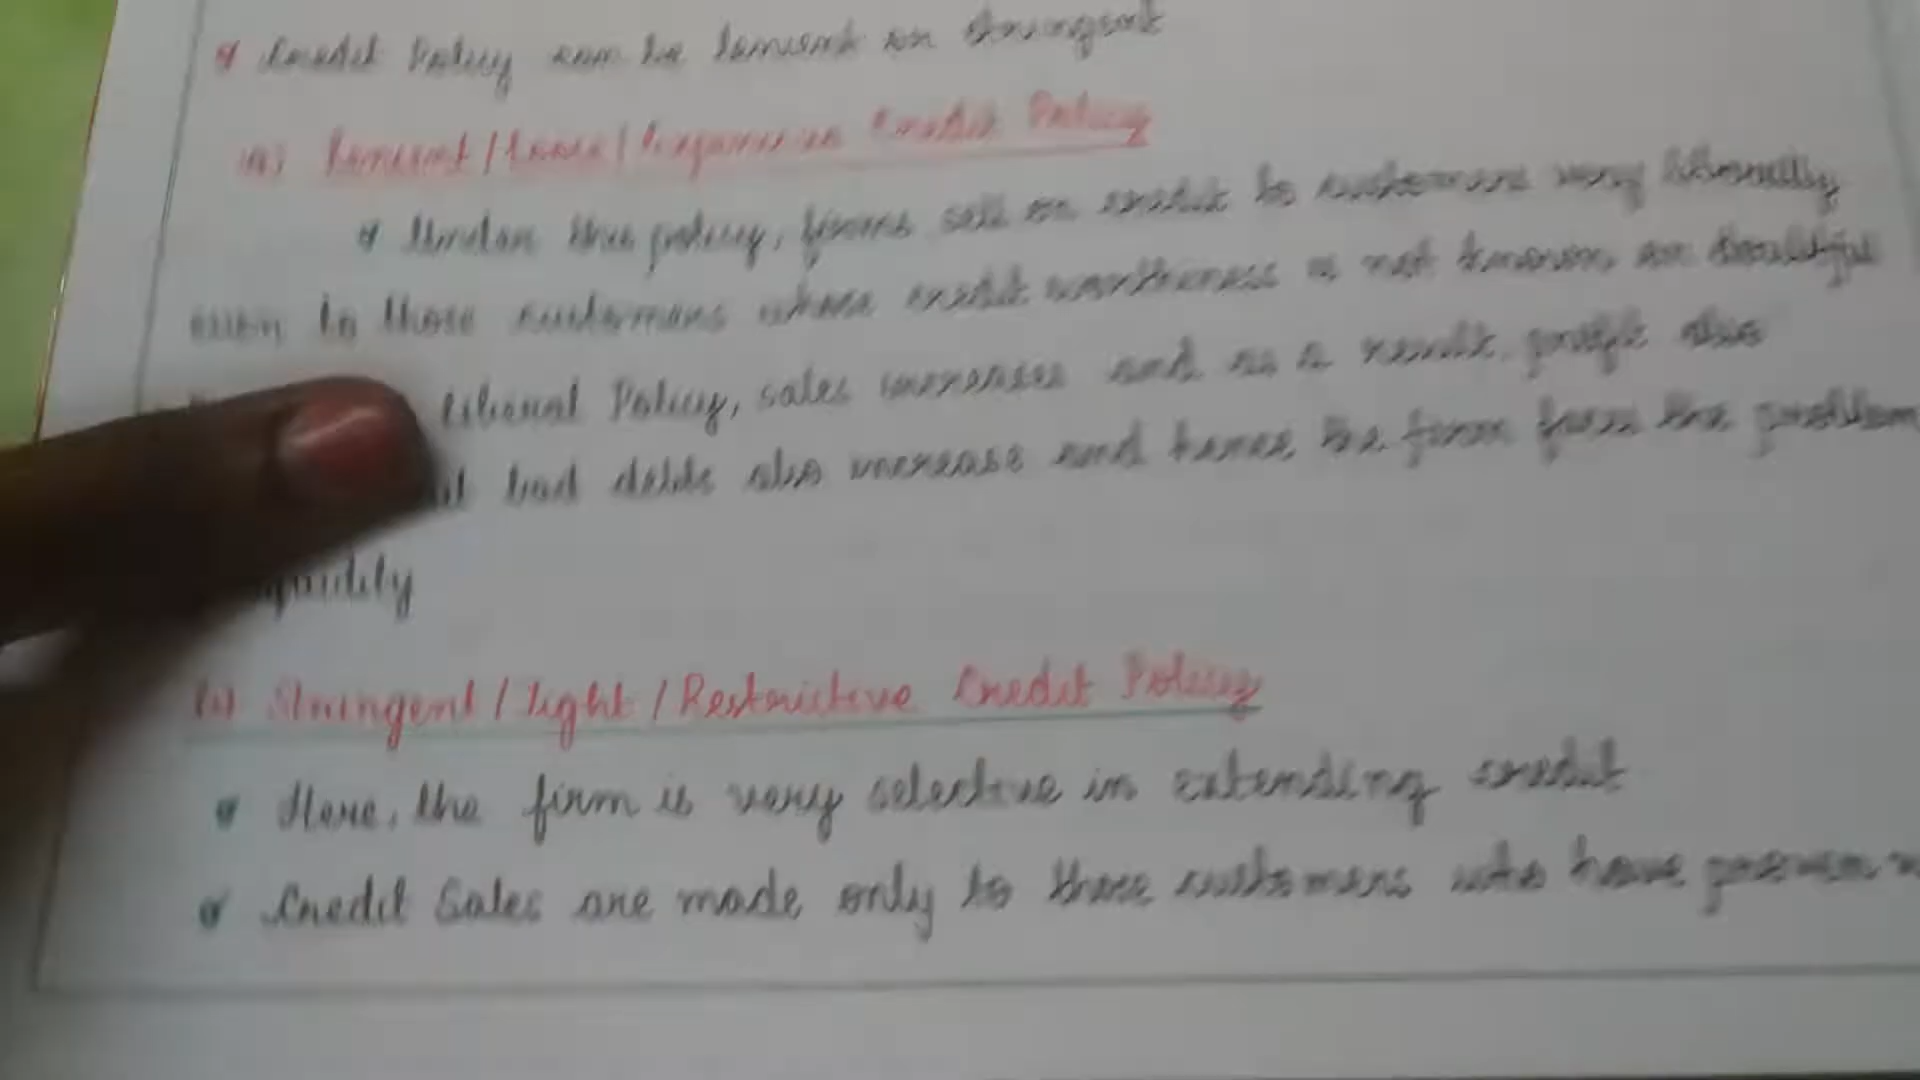 Credit Policy can be lenient or stringent
(a) Lenient / Loose / Expansive Credit Policy
Under this policy, firms sell on credit to customers very liberally
even to those customers whose credit worthiness is not known or doubtful
liberal Policy, sales increases and as a result, profit also
bad debts also increase and hence the firm faces the problem
(b) Stringent / Tight / Restrictive Credit Policy
Here, the firm is very selective in extending credit
Credit Sales are made only to those customers who have proven